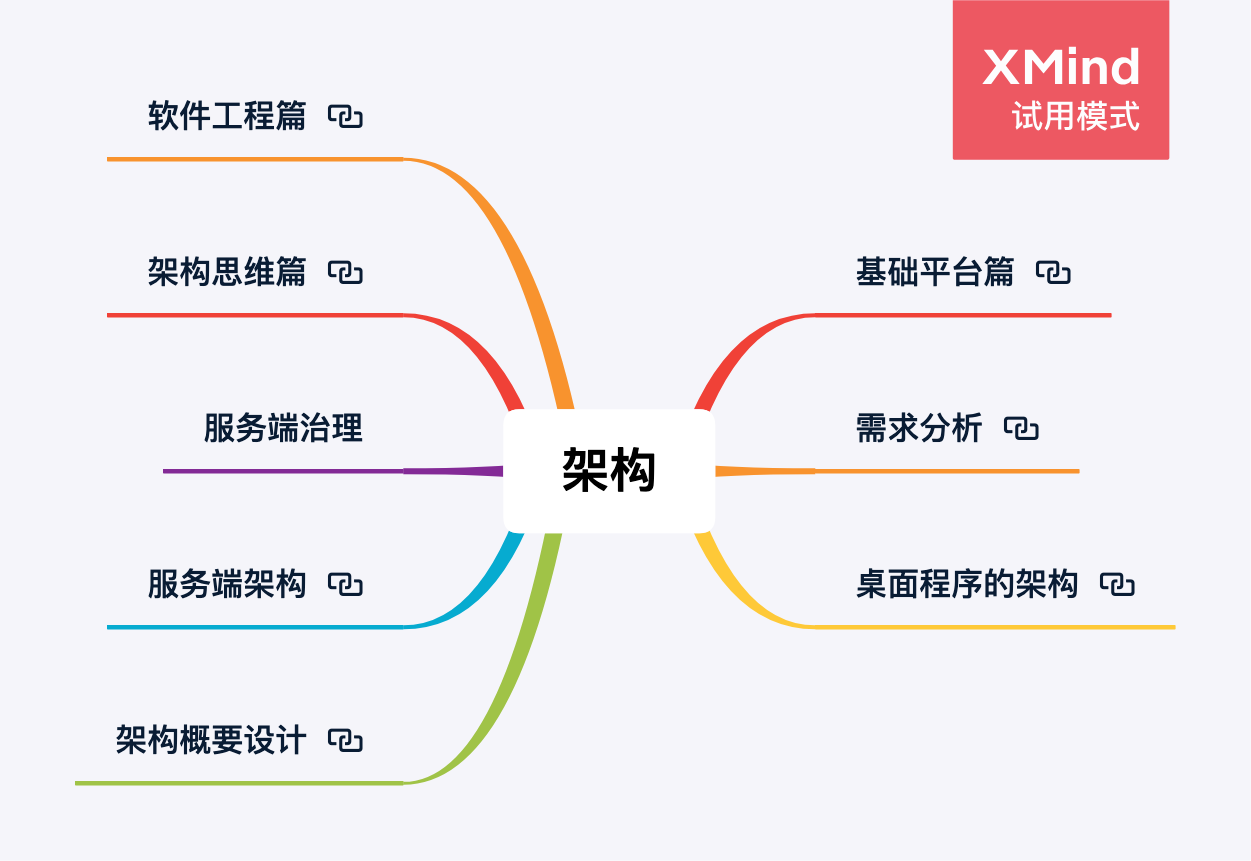 XMind
试用模式
软件工程篇
架构思维篇
基础平台篇
服务端治理
需求分析
架构
服务端架构
桌面程序的架构
架构概要设计